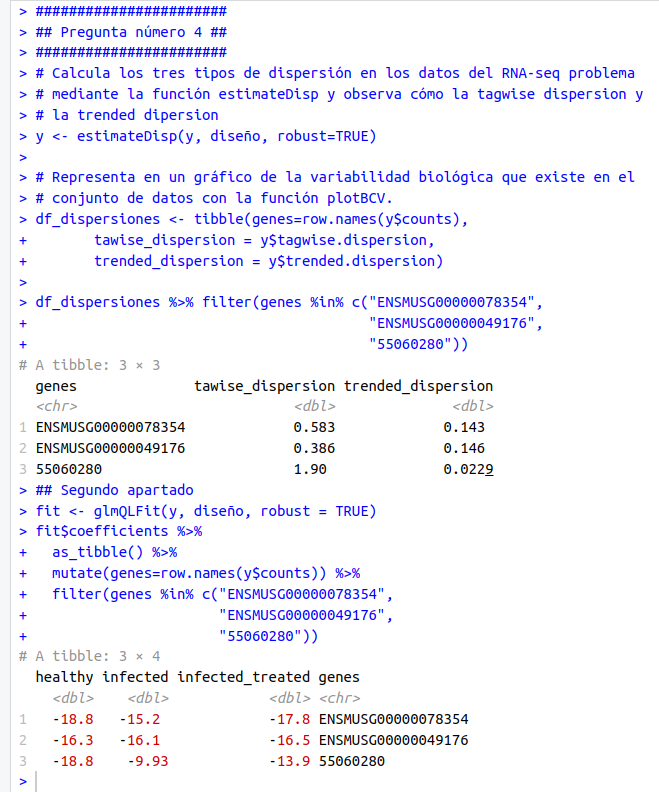 > #######################
> ## Pregunta número 4 ##
> #######################
> # Calcula los tres tipos de dispersión en los datos del RNA-seq problema
> # mediante la función estimateDisp y observa cómo la tagwise dispersion y
> # la trended dipersion
> y <- estimateDisp(y, diseño, robust=TRUE)
>
> # Representa en un gráfico de la variabilidad biológica que existe en el
> # conjunto de datos con la función plotBCV.
> df_dispersiones <- tibble(genes=row.names(y$counts),
+        tawise_dispersion = y$tagwise.dispersion,
+        trended_dispersion = y$trended.dispersion)
>
> df_dispersiones %>% filter(genes %in% c("ENSMUSG00000078354",
+                                         "ENSMUSG00000049176",
+                                         "55060280"))
# A tibble: 3 × 3
  genes              tawise_dispersion trended_dispersion
  <chr>                          <dbl>              <dbl>
1 ENSMUSG00000078354             0.583             0.143
2 ENSMUSG00000049176             0.386             0.146
3 55060280                       1.90              0.0229
> ## Segundo apartado
> fit <- glmQLFit(y, diseño, robust = TRUE)
> fit$coefficients %>%
+   as_tibble() %>%
+   mutate(genes=row.names(y$counts)) %>%
+   filter(genes %in% c("ENSMUSG00000078354",
+                       "ENSMUSG00000049176",
+                       "55060280"))
# A tibble: 3 × 4
  healthy infected infected_treated genes
    <dbl>    <dbl>            <dbl> <chr>
1   -18.8   -15.2             -17.8 ENSMUSG00000078354
2   -16.3   -16.1             -16.5 ENSMUSG00000049176
3   -18.8    -9.93            -13.9 55060280
>